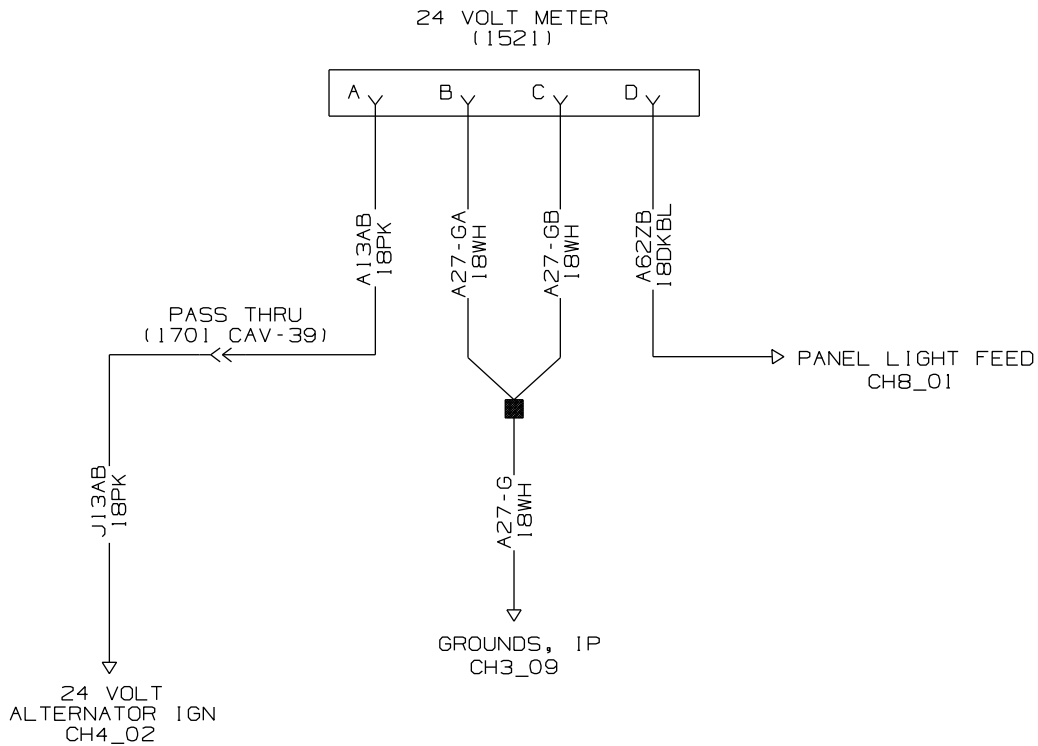 24 VOLT METER
(1521)
A B C D
A13AB
18PK
A27-GA
18WH
A27-GB
18WH
A62ZB
18DKBL
PASS THRU
(1701 CAV-39)
PANEL LIGHT FEED
CH8_01
J13AB
18PK
A27-G
18WH
GROUNDS, IP
CH3_09
24 VOLT
ALTERNATOR IGN
CH4_02